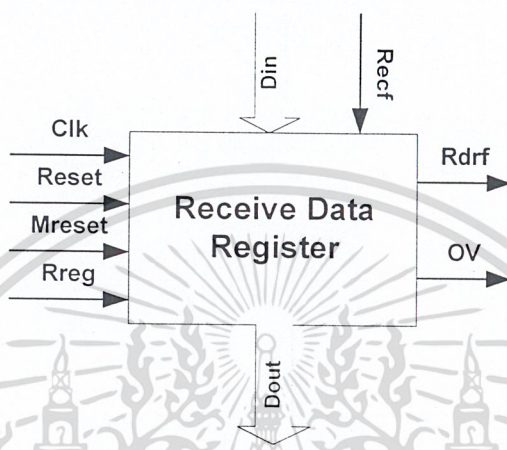 Din
Recf
Clk
Reset
Mreset
Rreg
Receive Data
Register
Rdrf
OV
Dout